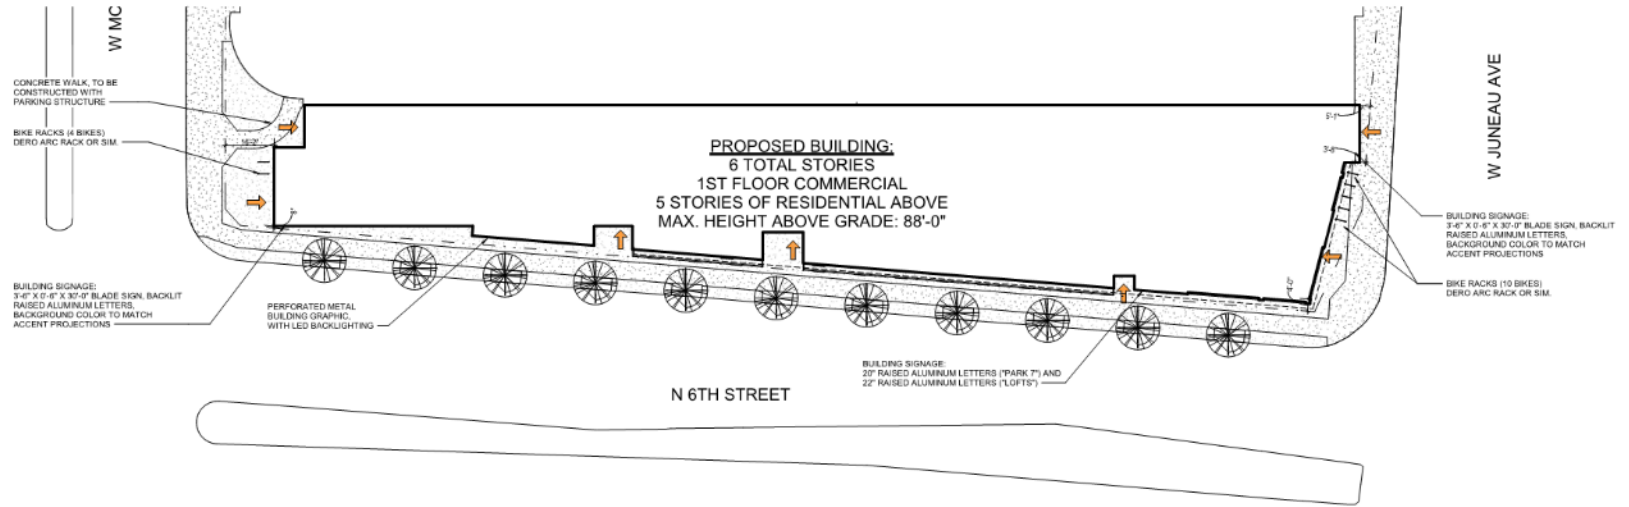 W MC
CONCRETE WALK, TO BE
CONSTRUCTED WITH
PARKING STRUCTURE
BIKE RACKS (4 BIKES)
DERO ARC RACK OR SIM.
BUILDING SIGNAGE:
3'-6" X 0'-6" X 30'-0" BLADE SIGN, BACKLIT
RAISED ALUMINUM LETTERS,
BACKGROUND COLOR TO MATCH
ACCENT PROJECTIONS
PERFORATED METAL
BUILDING GRAPHIC,
WITH LED BACKLIGHTING
PROPOSED BUILDING:
6 TOTAL STORIES
1ST FLOOR COMMERCIAL
5 STORIES OF RESIDENTIAL ABOVE
MAX. HEIGHT ABOVE GRADE: 88'-0"
5'-1"
3'-6"
BUILDING SIGNAGE:
20" RAISED ALUMINUM LETTERS ("PARK 7") AND
22" RAISED ALUMINUM LETTERS ("LOFTS")
N 6TH STREET
W JUNEAU AVE
BUILDING SIGNAGE:
3'-6" X 0'-6" X 30'-0" BLADE SIGN, BACKLIT
RAISED ALUMINUM LETTERS,
BACKGROUND COLOR TO MATCH
ACCENT PROJECTIONS
BIKE RACKS (10 BIKES)
DERO ARC RACK OR SIM.